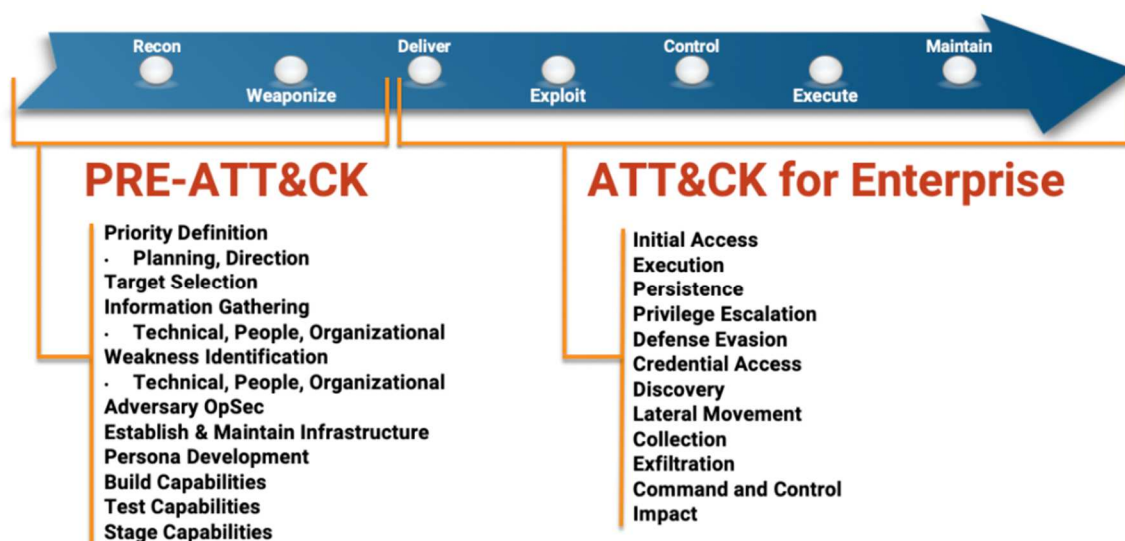 Recon
Weaponize
Deliver
Exploit
Control
Execute
Maintain
PRE-ATT&CK
Priority Definition
· Planning, Direction
Target Selection
Information Gathering
· Technical, People, Organizational
Weakness Identification
· Technical, People, Organizational
Adversary OpSec
Establish & Maintain Infrastructure
Persona Development
Build Capabilities
Test Capabilities
Stage Capabilities
ATT&CK for Enterprise
Initial Access
Execution
Persistence
Privilege Escalation
Defense Evasion
Credential Access
Discovery
Lateral Movement
Collection
Exfiltration
Command and Control
Impact